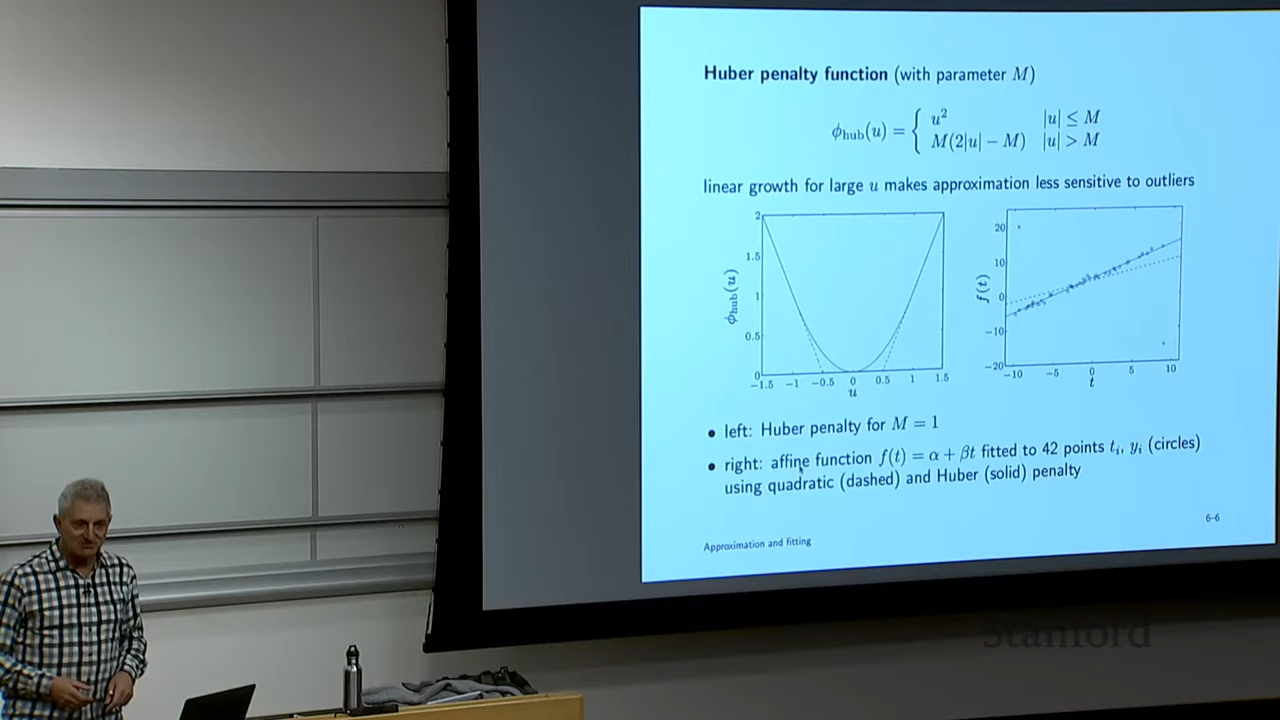 Huber penalty function (with parameter M)
ϕhub(u) = { u² |u| ≤ M
M(2|u| − M) |u| > M
linear growth for large u makes approximation less sensitive to outliers
2
1.5
1
0.5
0
ϕhub(u)
−1.5 −1 −0.5 0 0.5 1 1.5
u
20
10
0
−10
−20
f(t)
−10 −5 0 5 10
t
• left: Huber penalty for M = 1
• right: affine function f(t) = α + βt fitted to 42 points ti, yi (circles)
using quadratic (dashed) and Huber (solid) penalty
6–6
Approximation and fitting
Stanford